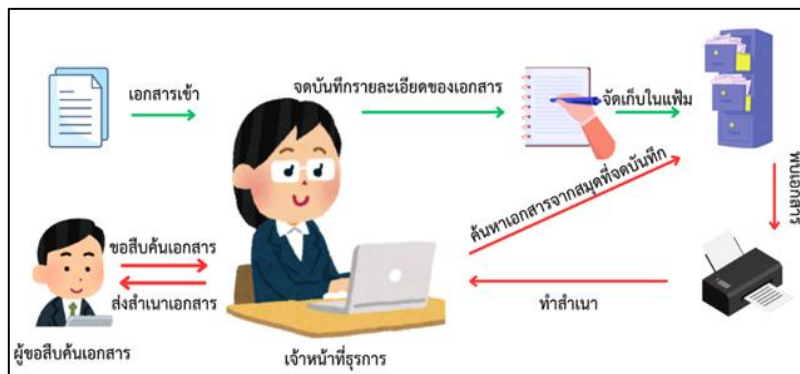 เอกสารเข้า
จดบันทึกรายละเอียดของเอกสาร
จัดเก็บในแฟ้ม
พบเอกสาร
ค้นหาเอกสารจากสมุดที่จดบันทึก
ขอสืบค้นเอกสาร
ส่งสำเนาเอกสาร
ทำสำเนา
ผู้ขอสืบค้นเอกสาร
เจ้าหน้าที่ธุรการ